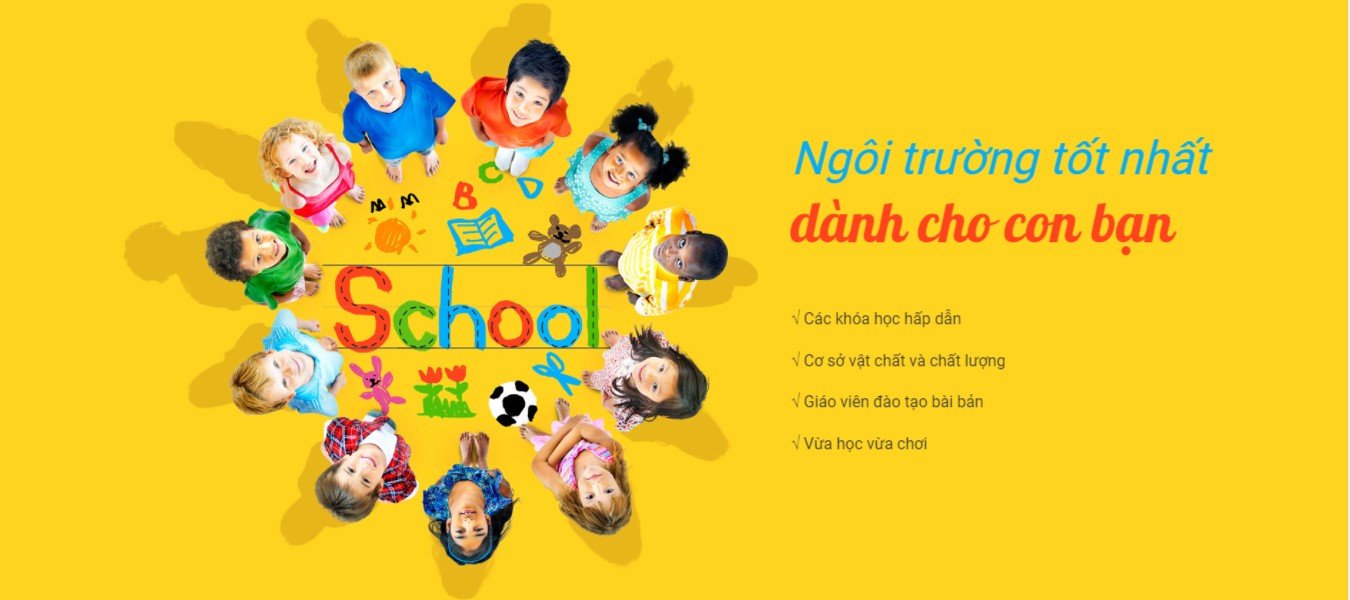 B C D
School
Ngôi trường tốt nhất
dành cho con bạn
√ Các khóa học hấp dẫn
√ Cơ sở vật chất và chất lượng
√ Giáo viên đào tạo bài bản
√ Vừa học vừa chơi